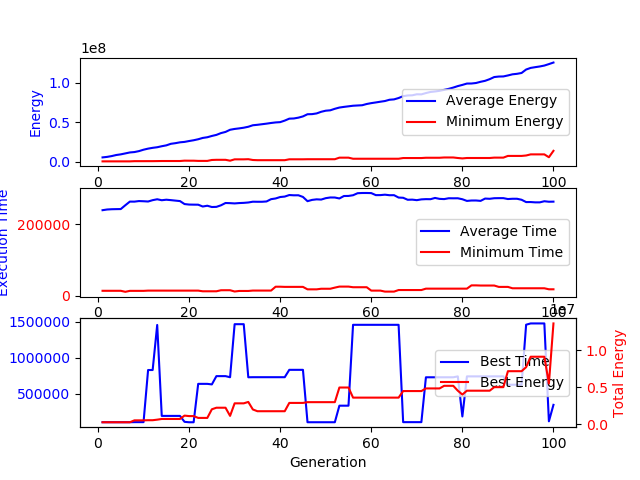 1e8
1.0
0.5
0.0
Energy
Average Energy
Minimum Energy
0 20 40 60 80 100
200000
0
Execution Time
Average Time
Minimum Time
0 20 40 60 80 100
1e7
1500000
1000000
500000
1.0
0.5
0.0
Total Energy
Best Time
Best Energy
0 20 40 60 80 100
Generation